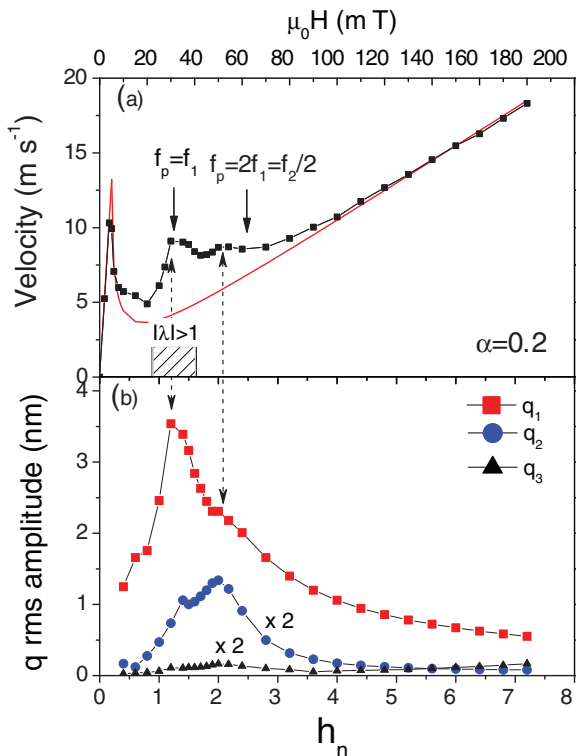 μ₀H (m T)
0 20 40 60 80 100 120 140 160 180 200
20
15
10
5
0
Velocity (m s⁻¹)
(a)
fₚ=f₁
fₚ=2f₁=f₂/2
|λ|>1
α=0.2
4
3
2
1
0
q rms amplitude (nm)
(b)
q₁
q₂
q₃
x 2
x 2
0 1 2 3 4 5 6 7 8
hₙ